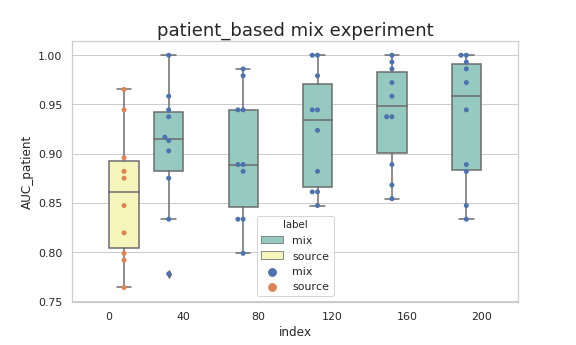 patient_based mix experiment
AUC_patient
1.00
0.95
0.90
0.85
0.80
0.75
label
mix
source
mix
source
0
40
80
120
160
200
index